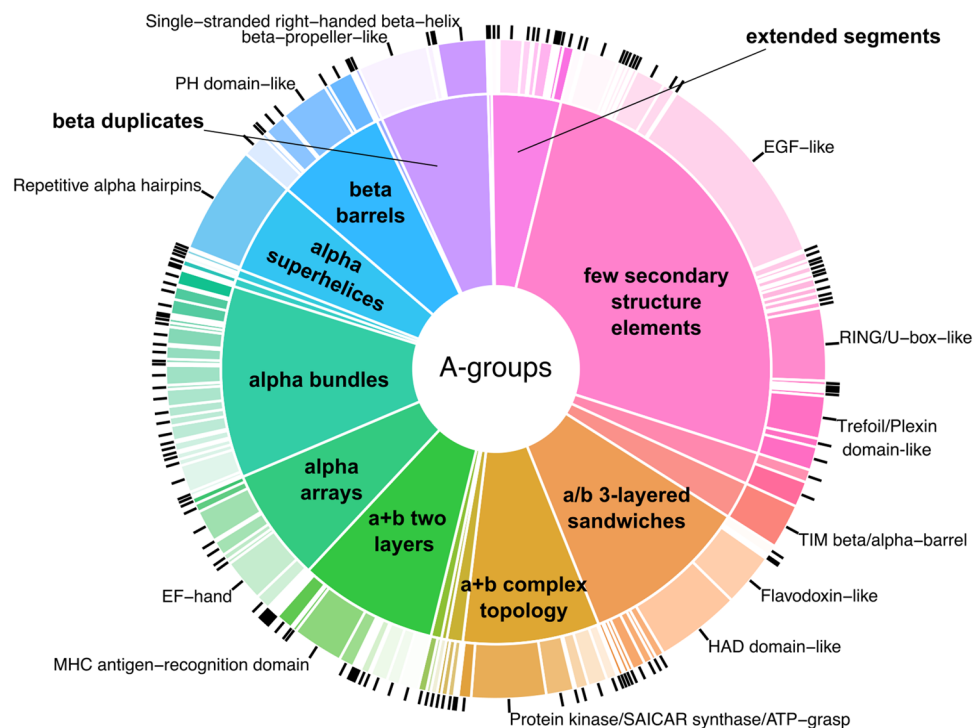 Single−stranded right−handed beta−helix
beta−propeller−like
extended segments
PH domain−like
beta duplicates
EGF−like
beta
barrels
Repetitive alpha hairpins
alpha
superhelices
few secondary
structure
elements
RING/U−box−like
A-groups
alpha bundles
Trefoil/Plexin
domain−like
alpha
arrays
a/b 3-layered
sandwiches
a+b two
layers
TIM beta/alpha−barrel
a+b complex
topology
EF−hand
Flavodoxin−like
HAD domain−like
MHC antigen−recognition domain
Protein kinase/SAICAR synthase/ATP−grasp